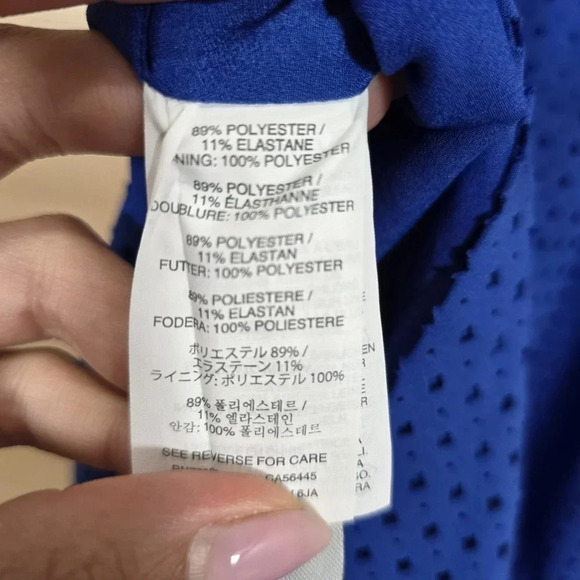 89% POLYESTER /
11% ELASTANE
NING: 100% POLYESTER
89% POLYESTER /
11% ÉLASTHANNE
DOUBLURE: 100% POLYESTER
89% POLYESTER /
11% ELASTAN
FUTTER: 100% POLYESTER
89% POLIESTERE /
11% ELASTAN
FODERA: 100% POLIESTERE
ポリエステル 89% /
エラステーン 11%
ライニング: ポリエステル 100%
89% 폴리에스테르 /
11% 엘라스테인
안감: 100% 폴리에스테르
SEE REVERSE FOR CARE
CA56445
L6JA